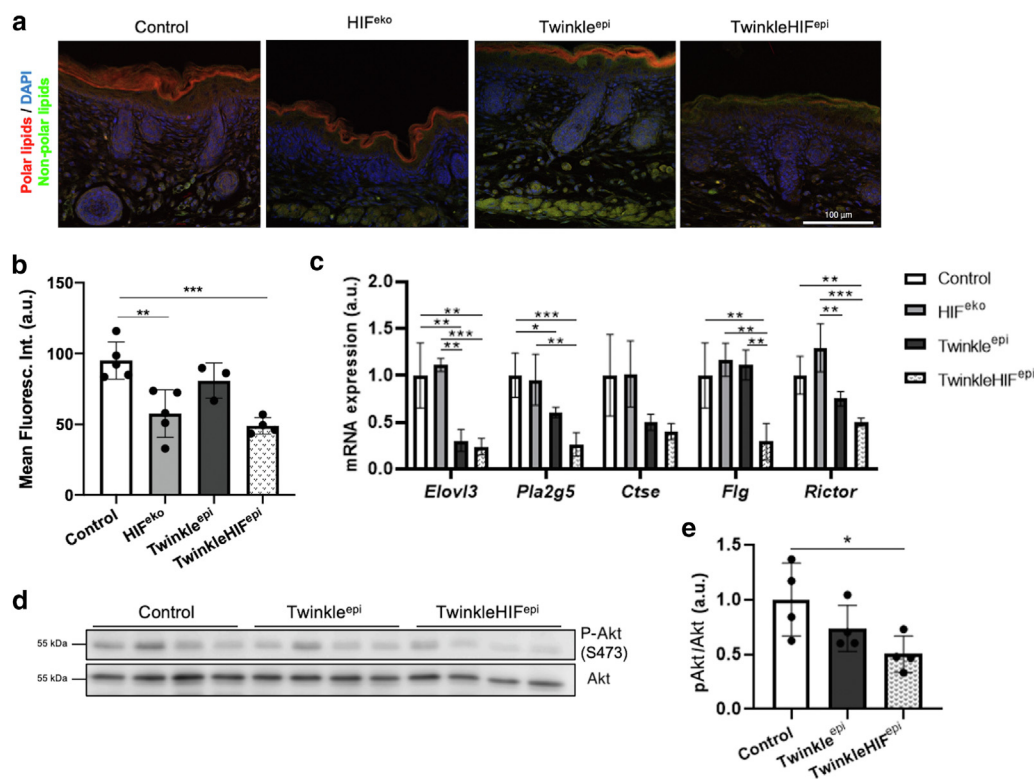 a
Control
HIFeko
Twinkleepi
TwinkleHIFepi
Polar lipids / DAPI
Non-polar lipids
100 µm
b
Mean Fluoresc. Int. (a.u.)
150
100
50
0
**
***
Control
HIFeko
Twinkleepi
TwinkleHIFepi
c
mRNA expression (a.u.)
2.0
1.5
1.0
0.5
0.0
**
**
***
**
***
*
**
**
**
**
**
***
**
Elovl3
Pla2g5
Ctse
Flg
Rictor
Control
HIFeko
Twinkleepi
TwinkleHIFepi
d
Control
Twinkleepi
TwinkleHIFepi
55 kDa
P-Akt
(S473)
55 kDa
Akt
e
pAkt/Akt (a.u.)
1.5
1.0
0.5
0.0
*
Control
Twinkleepi
TwinkleHIFepi